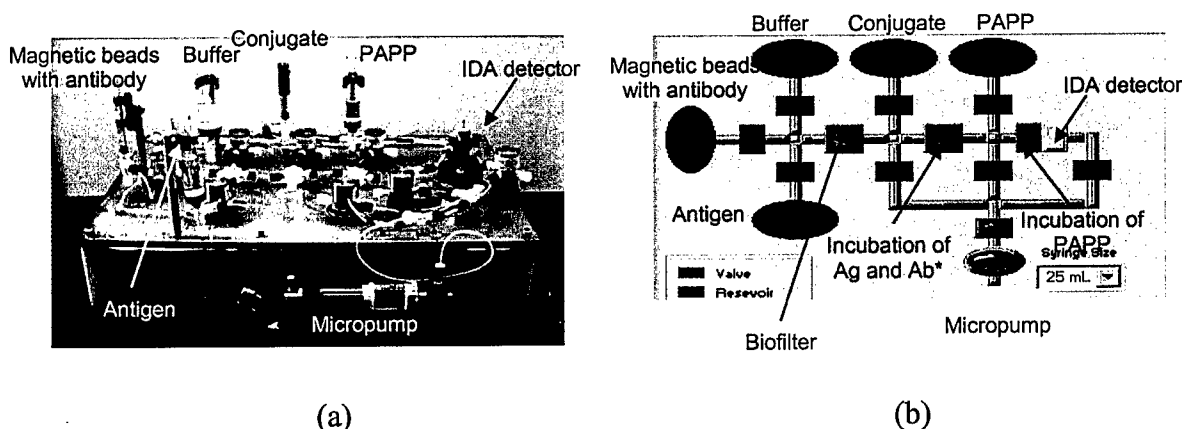 Magnetic beads
with antibody
Buffer
Conjugate
PAPP
IDA detector
Antigen
Micropump
(a)
Buffer
Conjugate
PAPP
Magnetic beads
with antibody
IDA detector
Antigen
Incubation of
Ag and Ab*
Incubation of
PAPP
Biofilter
Valve
Resevoir
Syringe Size
25 mL
Micropump
(b)